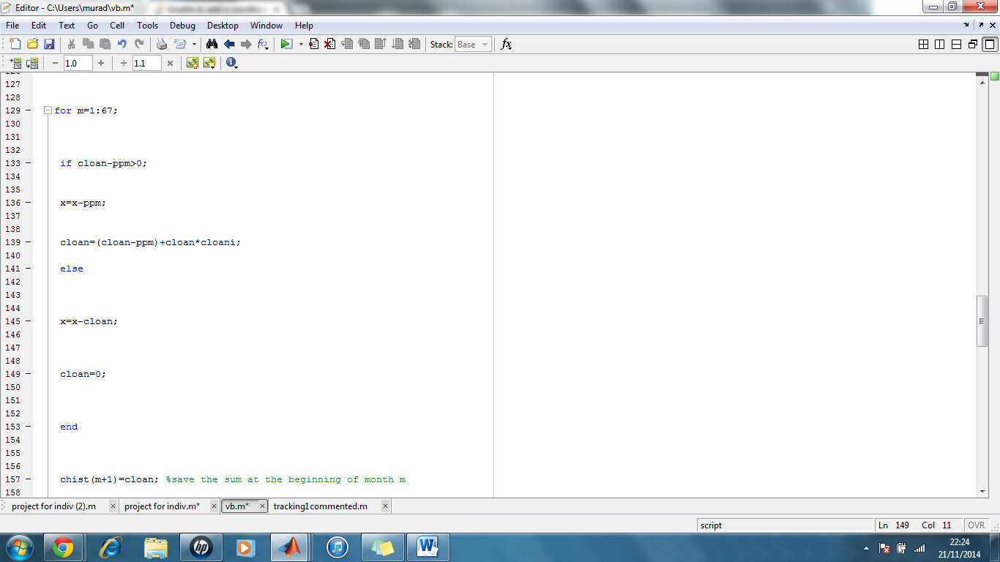 Editor - C:\Users\murad\vb.m*
File Edit Text Go Cell Tools Debug Desktop Window Help
Stack: Base fx
1.0 + ÷ 1.1 ×
127
128
129 – for m=1:67;
130
131
132
133 – if cloan-ppm>0;
134
135
136 – x=x-ppm;
137
138
139 – cloan=(cloan-ppm)+cloan*cloani;
140
141 – else
142
143
144
145 – x=x-cloan;
146
147
148
149 – cloan=0;
150
151
152
153 – end
154
155
156
157 – chist(m+1)=cloan; %save the sum at the beginning of month m
158
project for indiv (2).m project for indiv.m* vb.m* tracking1commented.m
script Ln 149 Col 11 OVR
hp W
22:24
21/11/2014